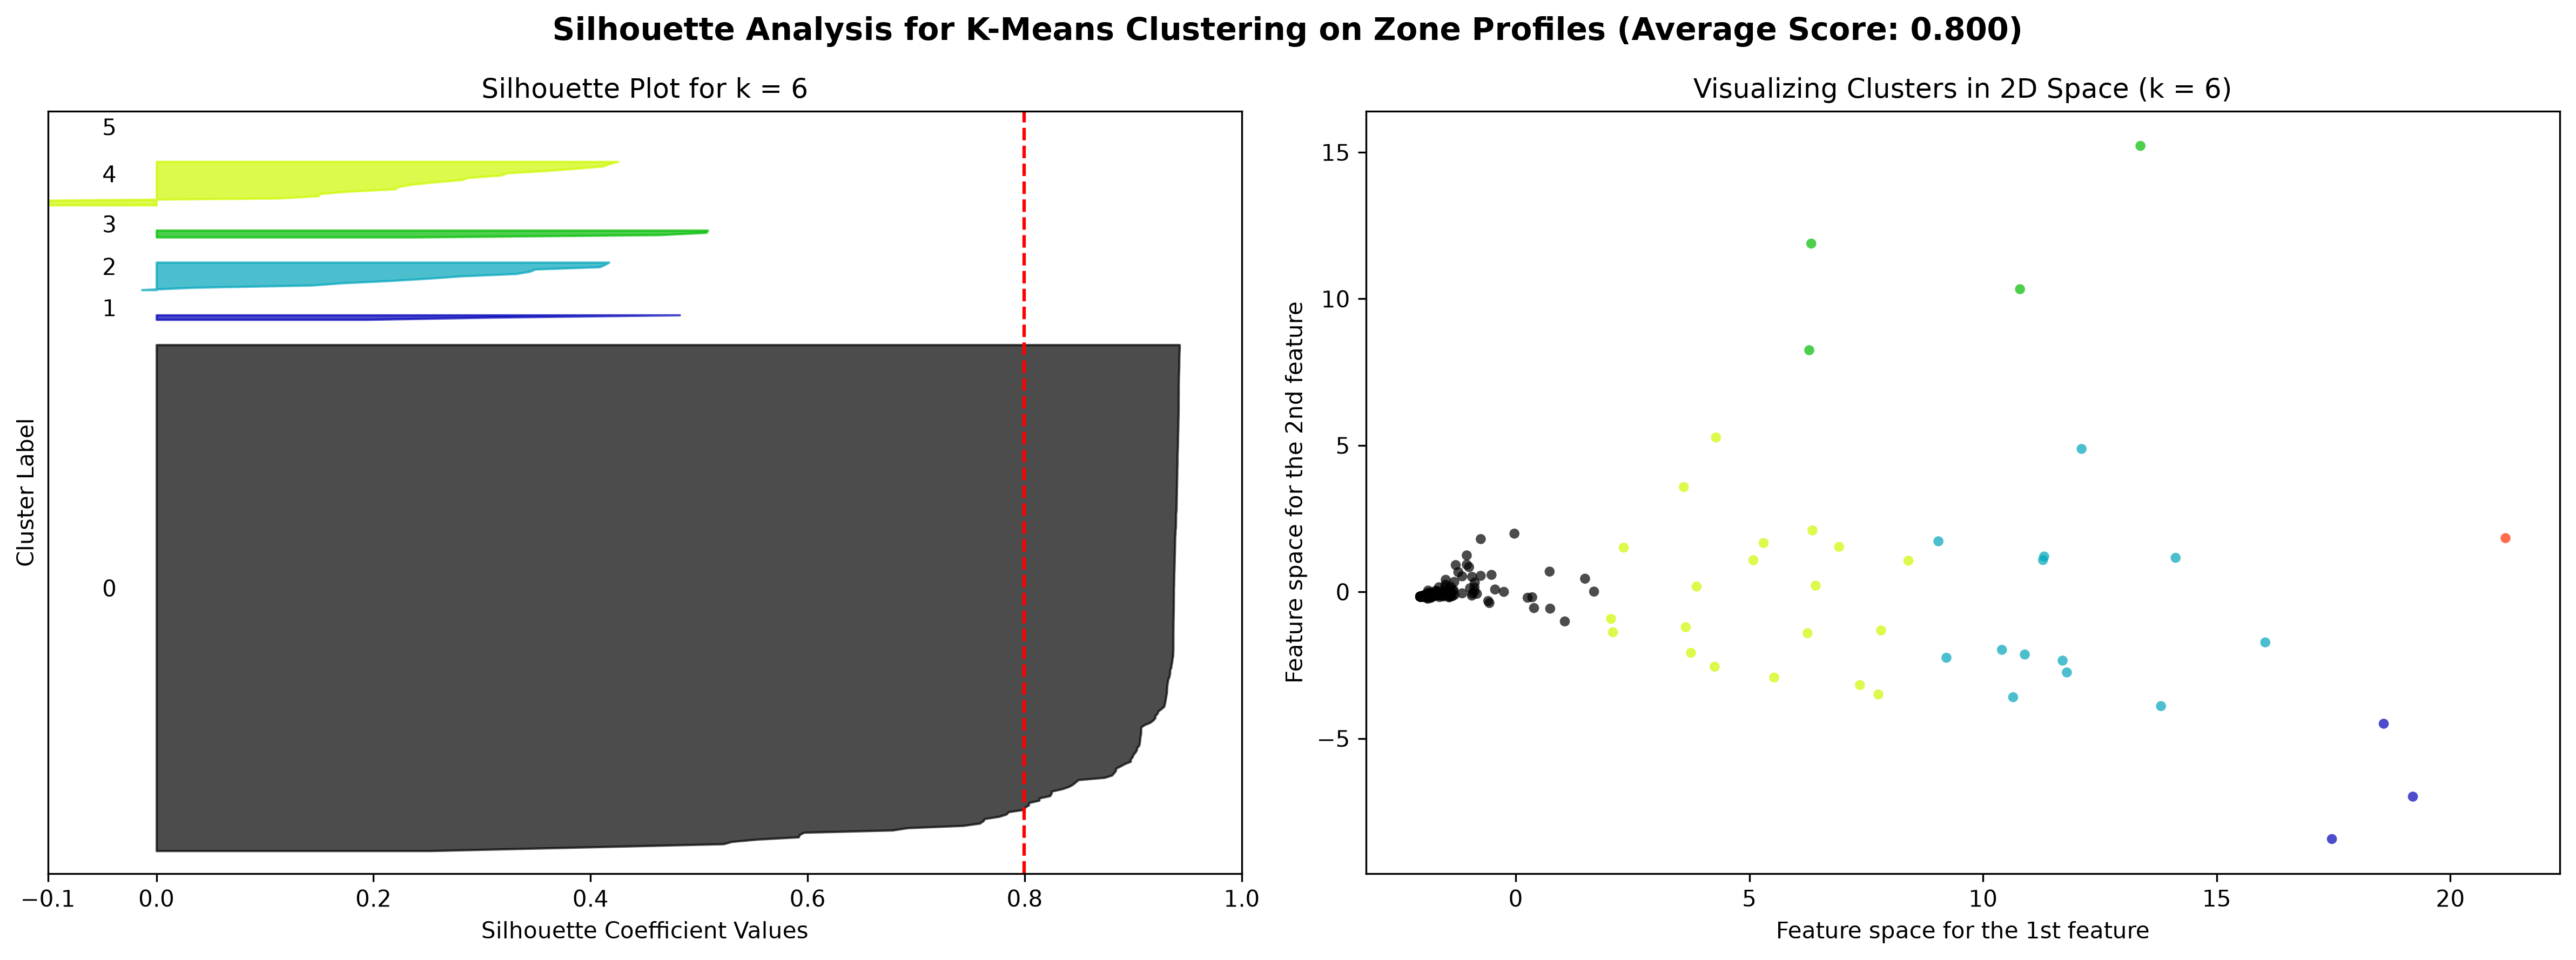 Silhouette Analysis for K-Means Clustering on Zone Profiles (Average Score: 0.800)
Silhouette Plot for k = 6
5
4
3
2
1
0
Cluster Label
−0.1 0.0 0.2 0.4 0.6 0.8 1.0
Silhouette Coefficient Values
Visualizing Clusters in 2D Space (k = 6)
15
10
5
0
−5
Feature space for the 2nd feature
0 5 10 15 20
Feature space for the 1st feature